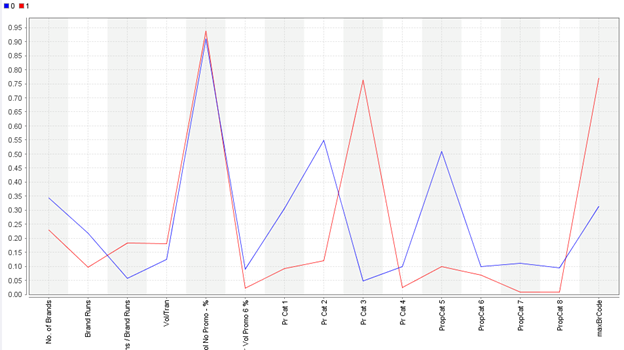 0 1
0.95
0.90
0.85
0.80
0.75
0.70
0.65
0.60
0.55
0.50
0.45
0.40
0.35
0.30
0.25
0.20
0.15
0.10
0.05
0.00
No. of Brands
Brand Runs
/ Brand Runs
Vol/Tran
No Promo - %
Vol Promo 6 %
Pr Cat 1
Pr Cat 2
Pr Cat 3
Pr Cat 4
PropCat 5
PropCat 6
PropCat 7
PropCat 8
maxBrCode